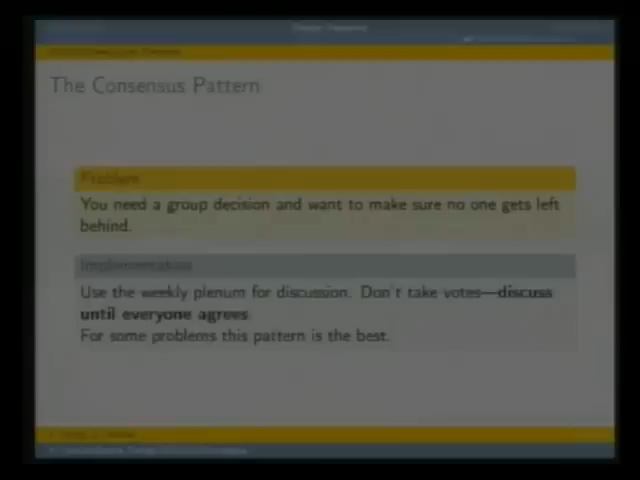 The Consensus Pattern
Problem
You need a group decision and want to make sure no one gets left
behind.
Implementation
Use the weekly plenum for discussion. Don't take votes—discuss
until everyone agrees.
For some problems this pattern is the best.